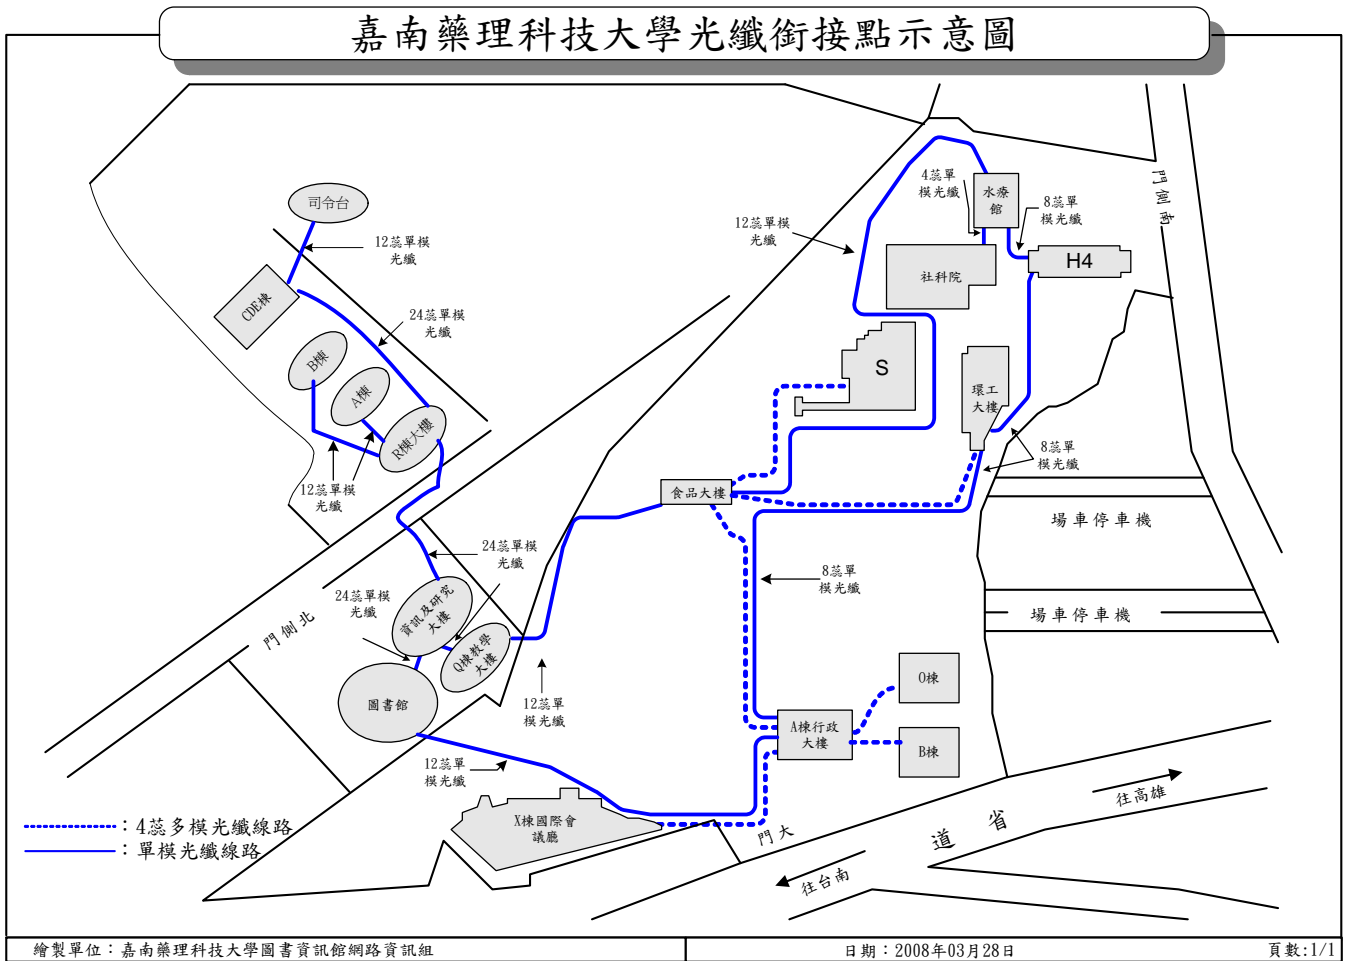 嘉南藥理科技大學光纖銜接點示意圖
司令台
12蕊單模
光纖
CDE棟
24蕊單模
光纖
B棟
A棟
R棟大樓
12蕊單模
光纖
24蕊單模
光纖
24蕊單模
光纖
資訊及研究
大樓
Q棟教學
大樓
圖書館
門側北
12蕊單
模光纖
12蕊單
模光纖
X棟國際會
議廳
4蕊單
模光纖
水療
館
8蕊單
模光纖
12蕊單模
光纖
社科院
H4
S
環工
大樓
8蕊單
模光纖
食品大樓
8蕊單
模光纖
門側南
場車停車機
場車停車機
O棟
A棟行政
大樓
B棟
門大
道省
往高雄
往台南
：4蕊多模光纖線路
：單模光纖線路
繪製單位：嘉南藥理科技大學圖書資訊館網路資訊組
日期：2008年03月28日
頁數:1/1